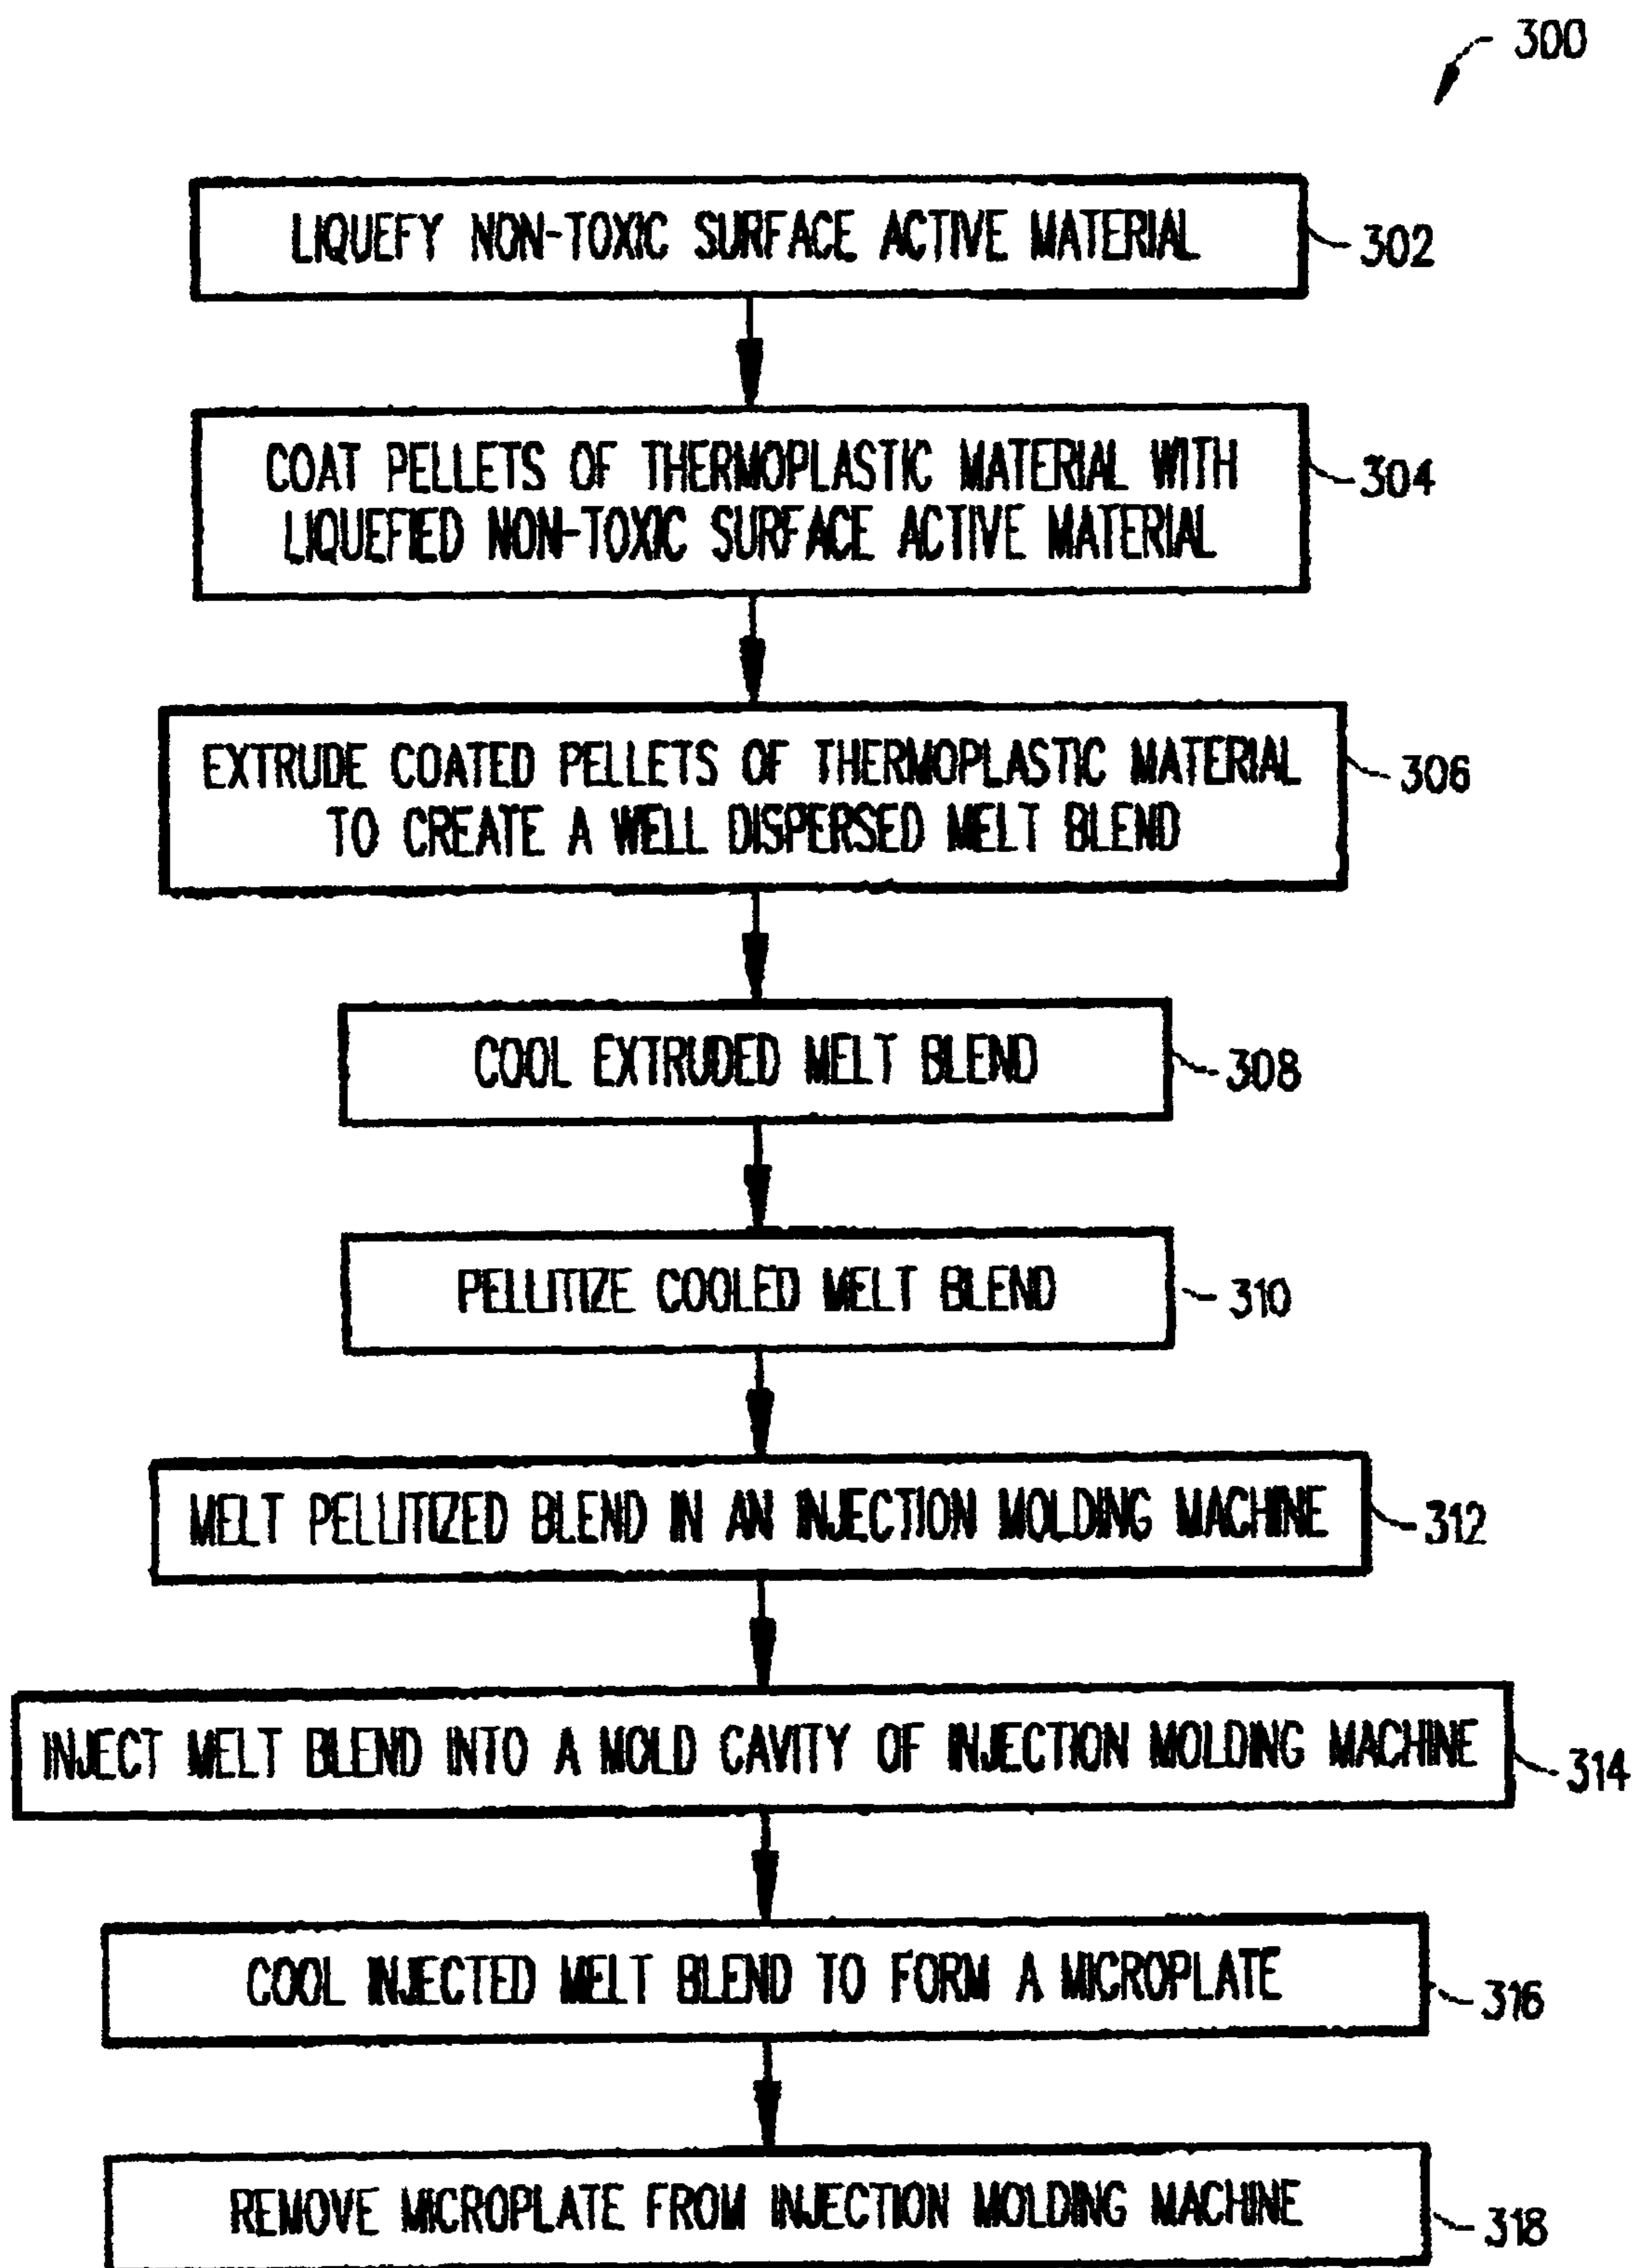 300
LIQUEFY NON-TOXIC SURFACE ACTIVE MATERIAL
302
COAT PELLETS OF THERMOPLASTIC MATERIAL WITH
LIQUEFIED NON-TOXIC SURFACE ACTIVE MATERIAL
304
EXTRUDE COATED PELLETS OF THERMOPLASTIC MATERIAL
TO CREATE A WELL DISPERSED MELT BLEND
306
COOL EXTRUDED MELT BLEND
308
PELLITIZE COOLED MELT BLEND
310
MELT PELLITIZED BLEND IN AN INJECTION MOLDING MACHINE
312
INJECT MELT BLEND INTO A MOLD CAVITY OF INJECTION MOLDING MACHINE
314
COOL INJECTED MELT BLEND TO FORM A MICROPLATE
316
REMOVE MICROPLATE FROM INJECTION MOLDING MACHINE
318